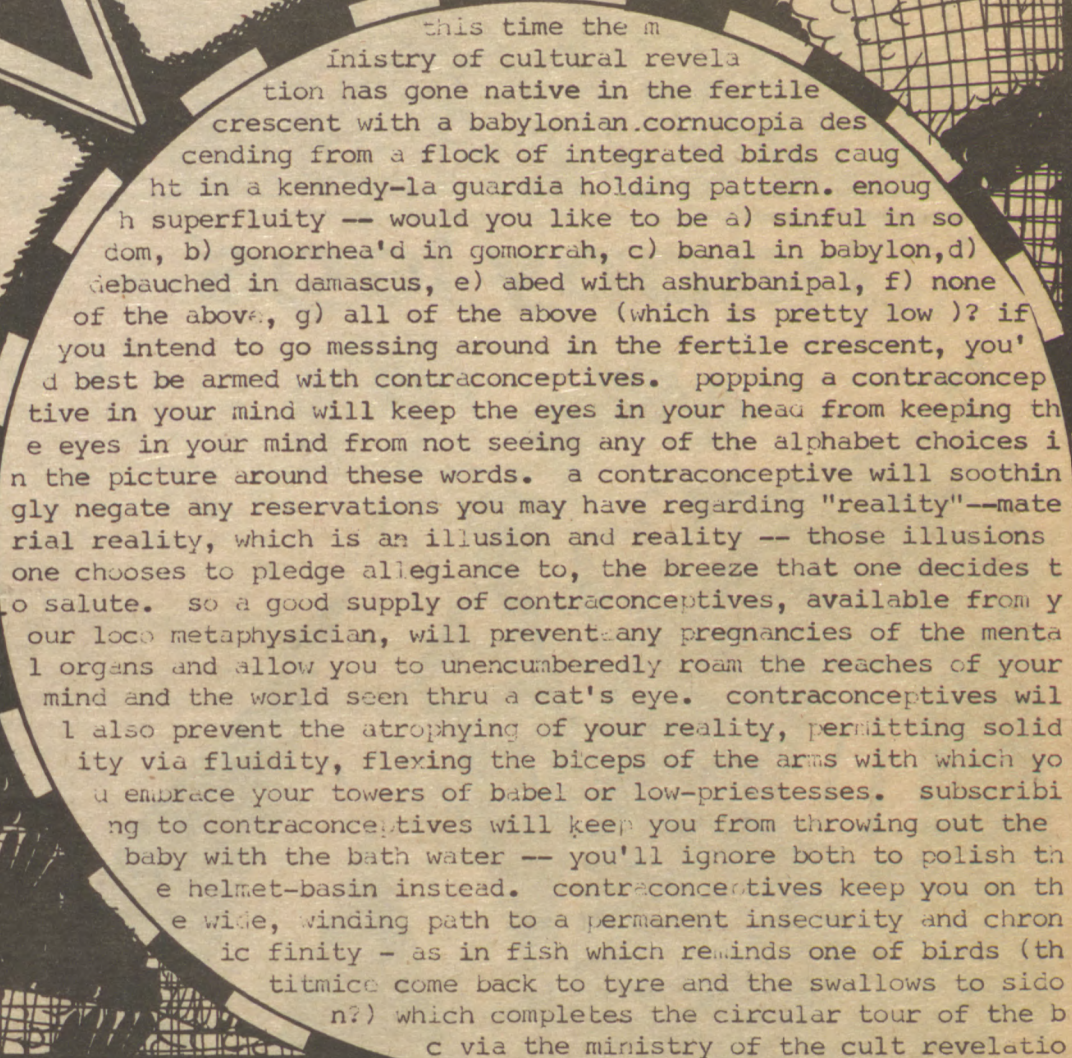 this time the m
inistry of cultural revela
tion has gone native in the fertile
crescent with a babylonian.cornucopia des
cending from a flock of integrated birds caug
ht in a kennedy-la guardia holding pattern. enoug
h superfluity -- would you like to be a) sinful in so
dom, b) gonorrhea'd in gomorrah, c) banal in babylon,d)
debauched in damascus, e) abed with ashurbanipal, f) none
of the above, g) all of the above (which is pretty low )? if
you intend to go messing around in the fertile crescent, you'
d best be armed with contraconceptives. popping a contraconcep
tive in your mind will keep the eyes in your head from keeping th
e eyes in your mind from not seeing any of the alphabet choices i
n the picture around these words. a contraconceptive will soothin
gly negate any reservations you may have regarding "reality"--mate
rial reality, which is an illusion and reality -- those illusions
one chooses to pledge allegiance to, the breeze that one decides t
o salute. so a good supply of contraconceptives, available from y
our loco metaphysician, will prevent any pregnancies of the menta
l organs and allow you to unencumberedly roam the reaches of your
mind and the world seen thru a cat's eye. contraconceptives wil
l also prevent the atrophying of your reality, permitting solid
ity via fluidity, flexing the biceps of the arms with which yo
u embrace your towers of babel or low-priestesses. subscribi
ng to contraconceptives will keep you from throwing out the
baby with the bath water -- you'll ignore both to polish th
e helmet-basin instead. contraconceptives keep you on th
e wide, winding path to a permanent insecurity and chron
ic finity - as in fish which reminds one of birds (th
titmice come back to tyre and the swallows to sido
n?) which completes the circular tour of the b
c via the ministry of the cult revelatio